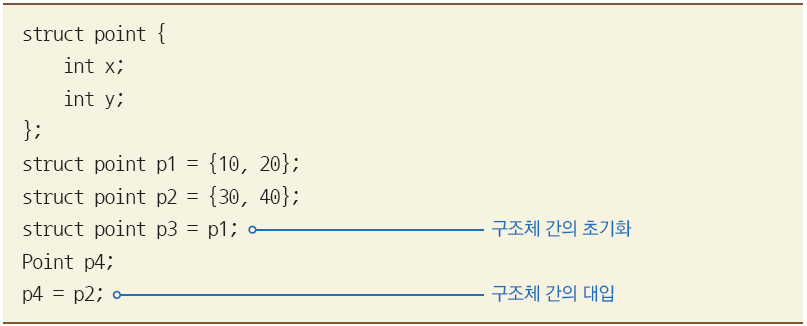 struct point {
    int x;
    int y;
};
struct point p1 = {10, 20};
struct point p2 = {30, 40};
struct point p3 = p1; 구조체 간의 초기화
Point p4;
p4 = p2; 구조체 간의 대입